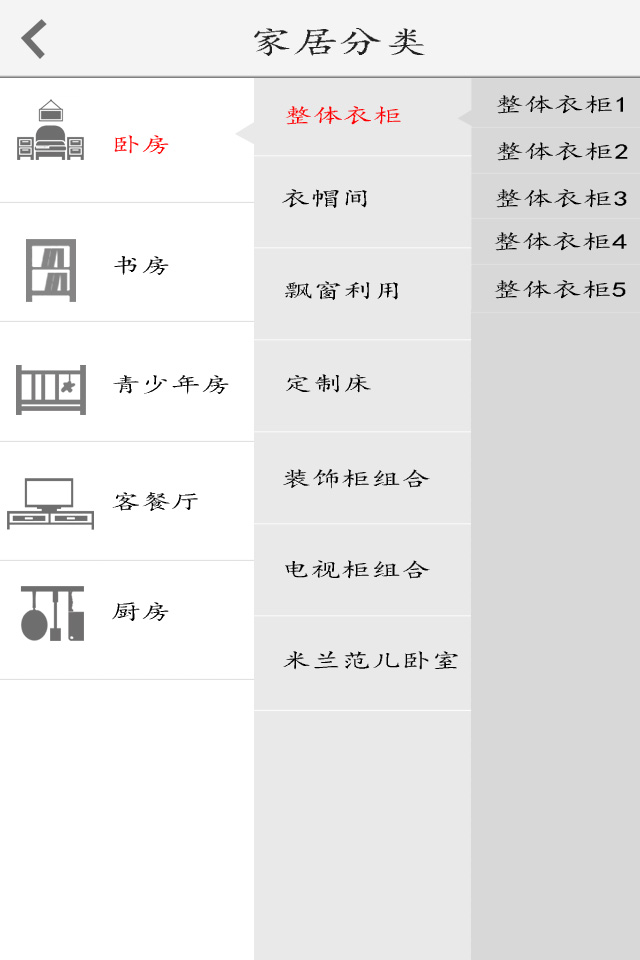 家居分类
卧房
书房
青少年房
客餐厅
厨房
整体衣柜
衣帽间
飘窗利用
定制床
装饰柜组合
电视柜组合
米兰范儿卧室
整体衣柜1
整体衣柜2
整体衣柜3
整体衣柜4
整体衣柜5